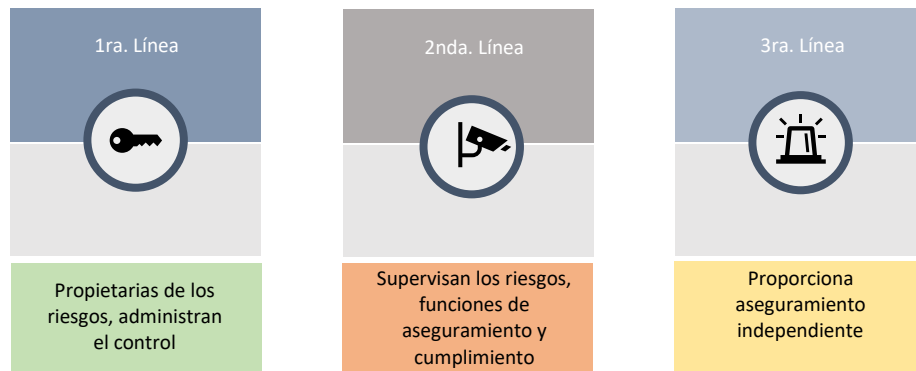 1ra. Línea
Propietarias de los
riesgos, administran
el control
2nda. Línea
Supervisan los riesgos,
funciones de
aseguramiento y
cumplimiento
3ra. Línea
Proporciona
aseguramiento
independiente